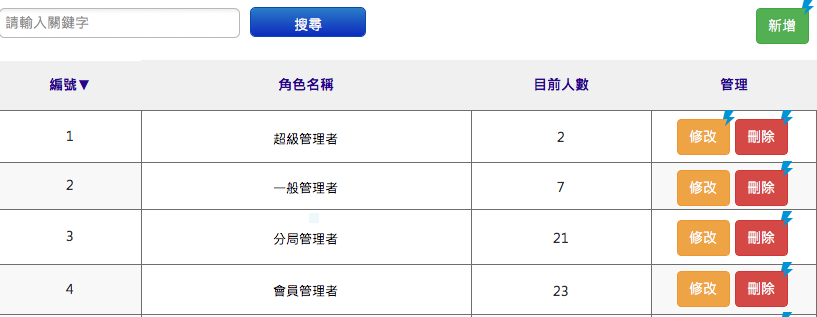 請輸入關鍵字 搜尋 新增
編號▼ 角色名稱 目前人數 管理
1 超級管理者 2 修改 刪除
2 一般管理者 7 修改 刪除
3 分局管理者 21 修改 刪除
4 會員管理者 23 修改 刪除